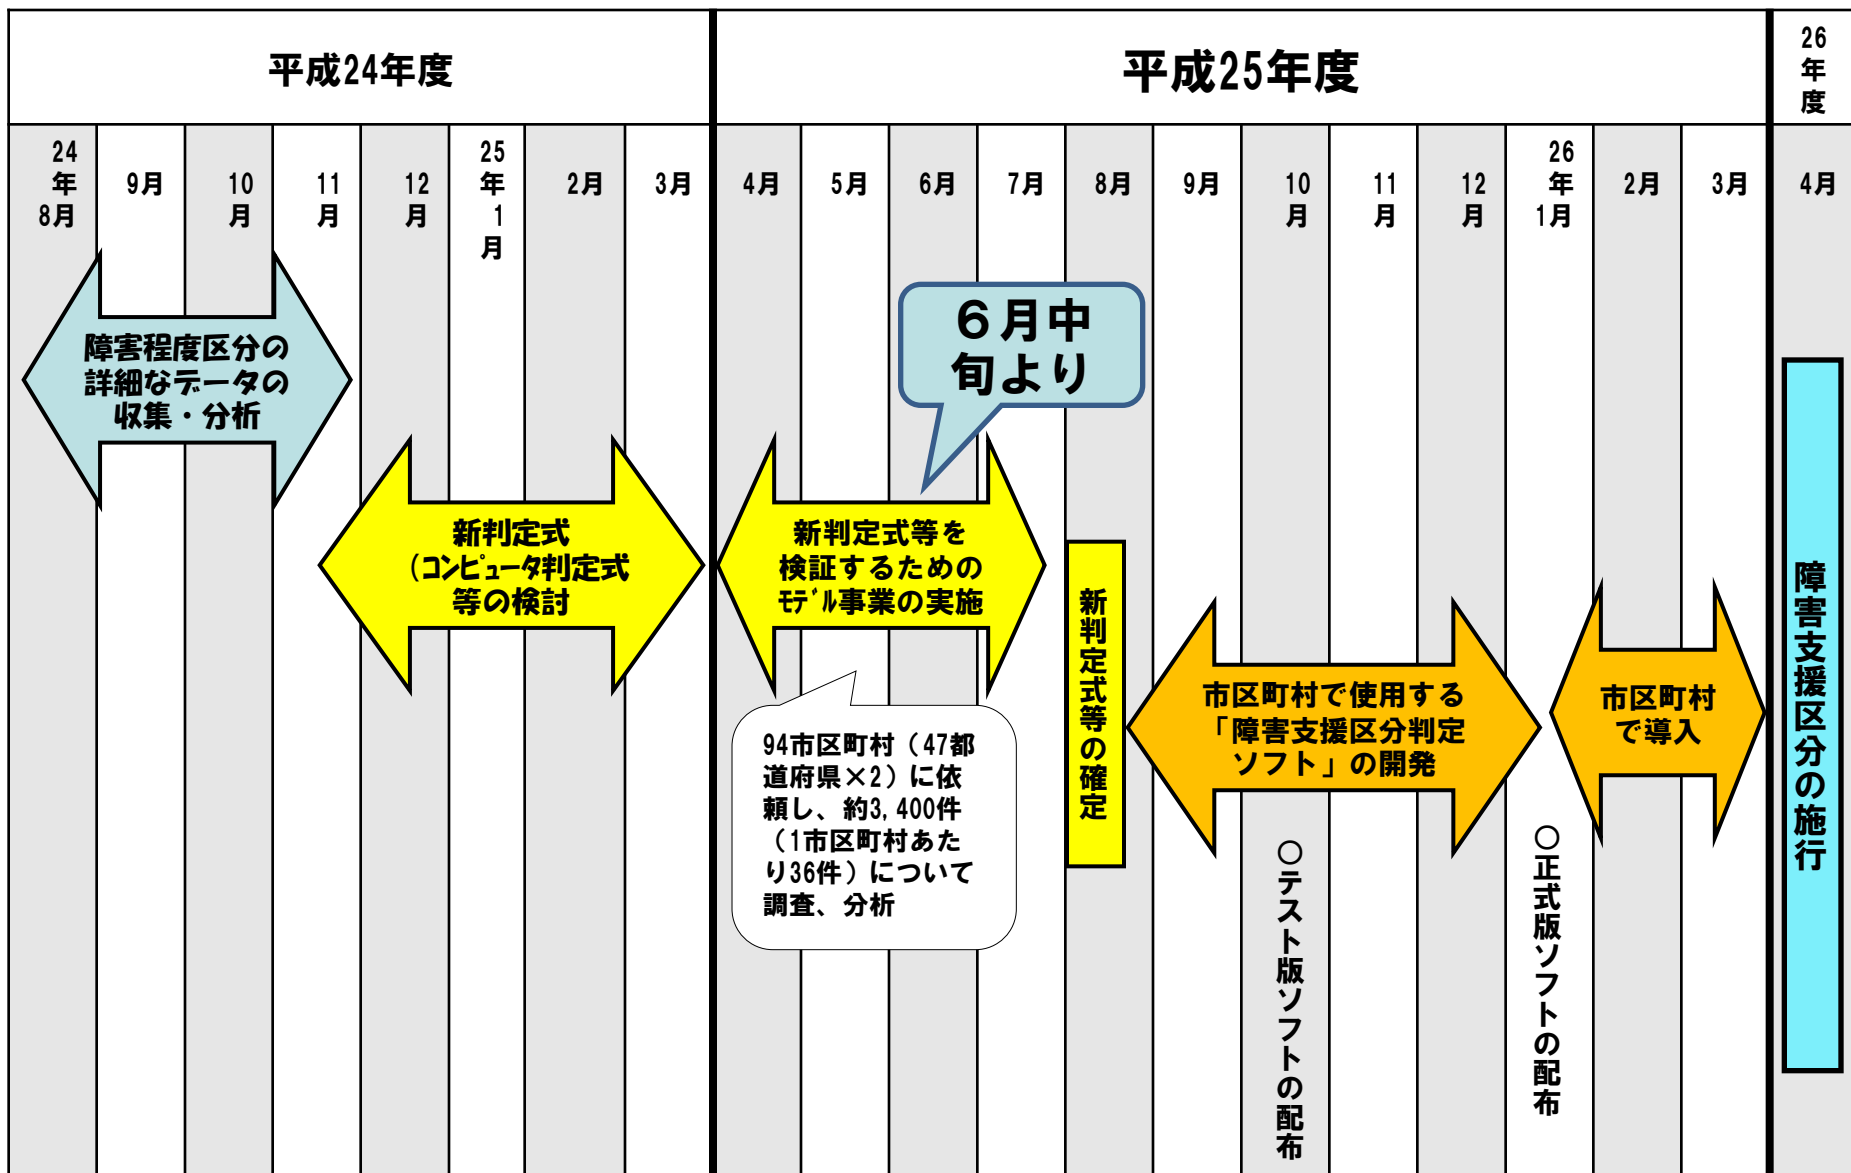 平成24年度
平成25年度
26
年
度
24
年
8月
9月
10
月
11
月
12
月
25
年
1
月
2月
3月
4月
5月
6月
7月
8月
9月
10
月
11
月
12
月
26
年
1月
2月
3月
4月
障害程度区分の
詳細なデータの
収集・分析
6月中
旬より
新判定式
(コンピュータ判定式
等の検討
新判定式等を
検証するための
ﾓﾃﾞﾙ事業の実施
94市区町村（47都
道府県×2）に依
頼し、約3,400件
（1市区町村あた
り36件）について
調査、分析
新判定式等の確定
市区町村で使用する
「障害支援区分判定
ソフト」の開発
市区町村
で導入
○テスト版ソフトの配布
○正式版ソフトの配布
障害支援区分の施行